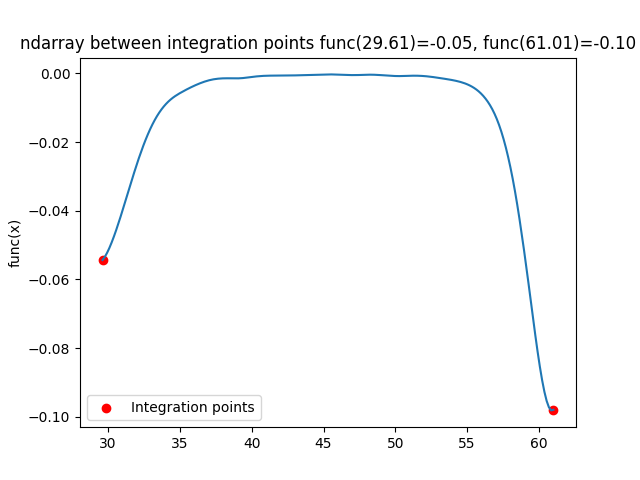 ndarray between integration points func(29.61)=-0.05, func(61.01)=-0.10
0.00
−0.02
−0.04
−0.06
−0.08
−0.10
func(x)
Integration points
30 35 40 45 50 55 60